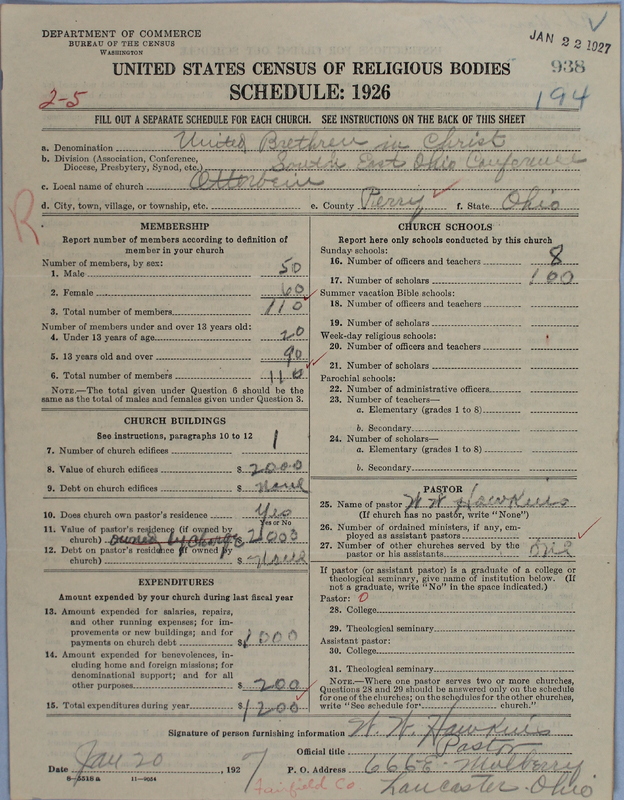 DEPARTMENT OF COMMERCE
BUREAU OF THE CENSUS
WASHINGTON
JAN 22 1927
UNITED STATES CENSUS OF RELIGIOUS BODIES
938
SCHEDULE: 1926
2-5
194
FILL OUT A SEPARATE SCHEDULE FOR EACH CHURCH. SEE INSTRUCTIONS ON THE BACK OF THIS SHEET
a. Denomination United Brethren in Christ
b. Division (Association, Conference,
Diocese, Presbytery, Synod, etc.) South East Ohio Conference
c. Local name of church Otterbein
d. City, town, village, or township, etc. e. County Perry f. State Ohio
R
MEMBERSHIP
Report number of members according to definition of
member in your church
Number of members, by sex:
1. Male 50
2. Female 60
3. Total number of members 110
Number of members under and over 13 years old:
4. Under 13 years of age 20
5. 13 years old and over 90
6. Total number of members 110
NOTE.—The total given under Question 6 should be the
same as the total of males and females given under Question 3.
CHURCH BUILDINGS
See instructions, paragraphs 10 to 12
7. Number of church edifices 1
8. Value of church edifices $ 2000
9. Debt on church edifices $ None
10. Does church own pastor's residence Yes
Yes or No
11. Value of pastor's residence (if owned by
church) owned by charge $ 2003
12. Debt on pastor's residence (if owned by
church) $ None
EXPENDITURES
Amount expended by your church during last fiscal year
13. Amount expended for salaries, repairs,
and other running expenses; for im-
provements or new buildings; and for
payments on church debt $ 1000
14. Amount expended for benevolences, in-
cluding home and foreign missions; for
denominational support; and for all
other purposes $ 200
15. Total expenditures during year $ 1200
CHURCH SCHOOLS
Report here only schools conducted by this church
Sunday schools:
16. Number of officers and teachers 8
17. Number of scholars 100
Summer vacation Bible schools:
18. Number of officers and teachers
19. Number of scholars
Week-day religious schools:
20. Number of officers and teachers
21. Number of scholars
Parochial schools:
22. Number of administrative officers
23. Number of teachers—
a. Elementary (grades 1 to 8)
b. Secondary
24. Number of scholars—
a. Elementary (grades 1 to 8)
b. Secondary
PASTOR
25. Name of pastor W W Hawkins
(If church has no pastor, write "None")
26. Number of ordained ministers, if any, em-
ployed as assistant pastors
27. Number of other churches served by the
pastor or his assistants
If pastor (or assistant pastor) is a graduate of a college or
theological seminary, give name of institution below. (If
not a graduate, write "No" in the space indicated.)
Pastor: 0
28. College
29. Theological seminary
Assistant pastor:
30. College
31. Theological seminary
NOTE.—Where one pastor serves two or more churches,
Questions 28 and 29 should be answered only on the schedule
for one of the churches; on the schedules for the other churches,
write "See schedule for church."
Signature of person furnishing information W. W. Hawkins
Official title Pastor
Date Jan 20, 1927 P. O. Address 666 E. Mulberry
8-5518 a 11-9054 Fairfield Co Lancaster Ohio